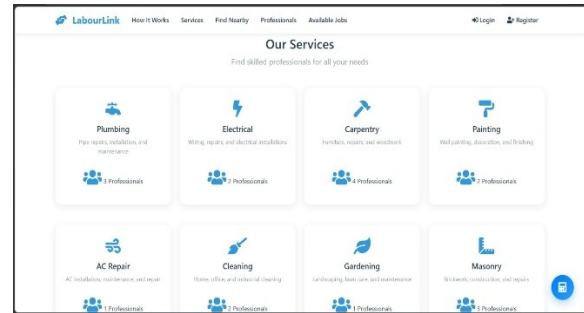 LabourLink How It Works Services Find Nearby Professionals Available Jobs Login Register
Our Services
Find skilled professionals for all your needs
Plumbing
Pipe repairs, installation, and
maintenance
3 Professionals
Electrical
Wiring, repairs, and electrical installations
2 Professionals
Carpentry
Furniture, repairs, and woodwork
4 Professionals
Painting
Wall painting, decoration, and finishing
2 Professionals
AC Repair
AC installation, maintenance, and repair
1 Professionals
Cleaning
Home, office, and industrial cleaning
2 Professionals
Gardening
Landscaping, lawn care, and maintenance
1 Professionals
Masonry
Brickwork, construction, and repairs
3 Professionals